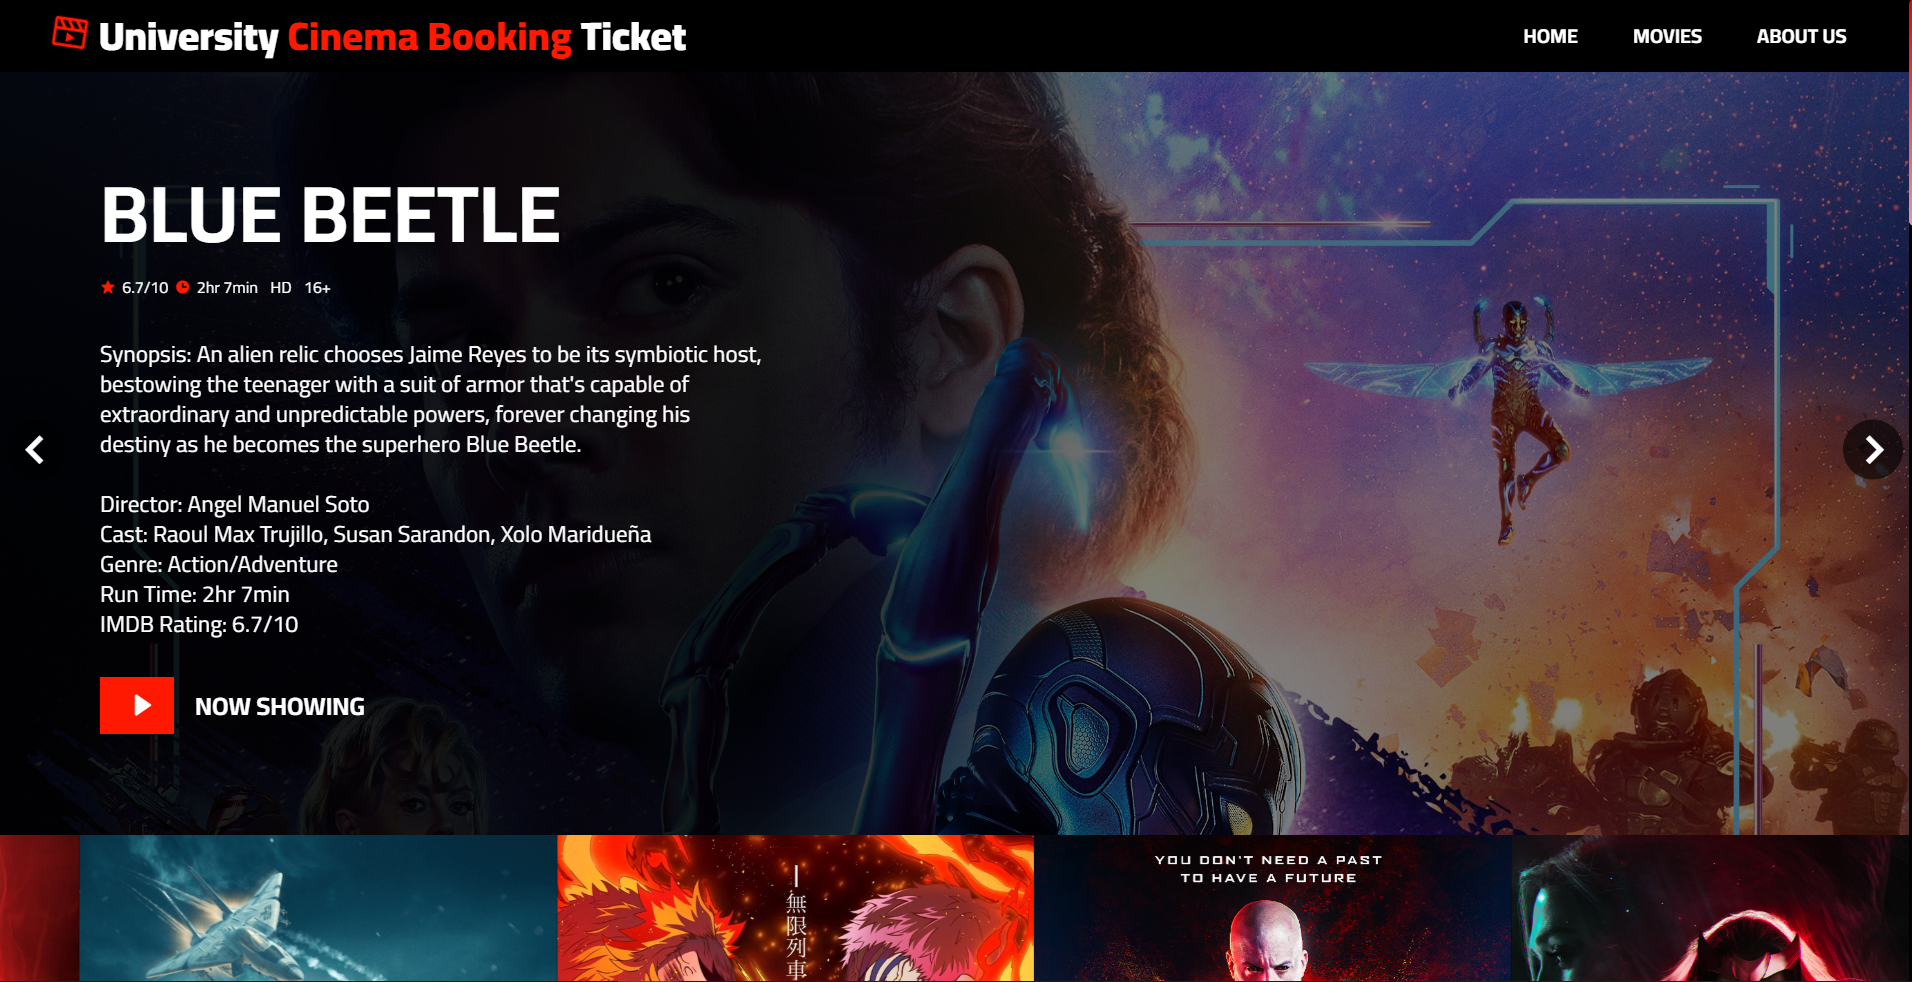 University Cinema Booking Ticket
HOME MOVIES ABOUT US
BLUE BEETLE
6.7/10 2hr 7min HD 16+
Synopsis: An alien relic chooses Jaime Reyes to be its symbiotic host,
bestowing the teenager with a suit of armor that's capable of
extraordinary and unpredictable powers, forever changing his
destiny as he becomes the superhero Blue Beetle.
Director: Angel Manuel Soto
Cast: Raoul Max Trujillo, Susan Sarandon, Xolo Maridueña
Genre: Action/Adventure
Run Time: 2hr 7min
IMDB Rating: 6.7/10
NOW SHOWING
無限列車
YOU DON'T NEED A PAST
TO HAVE A FUTURE